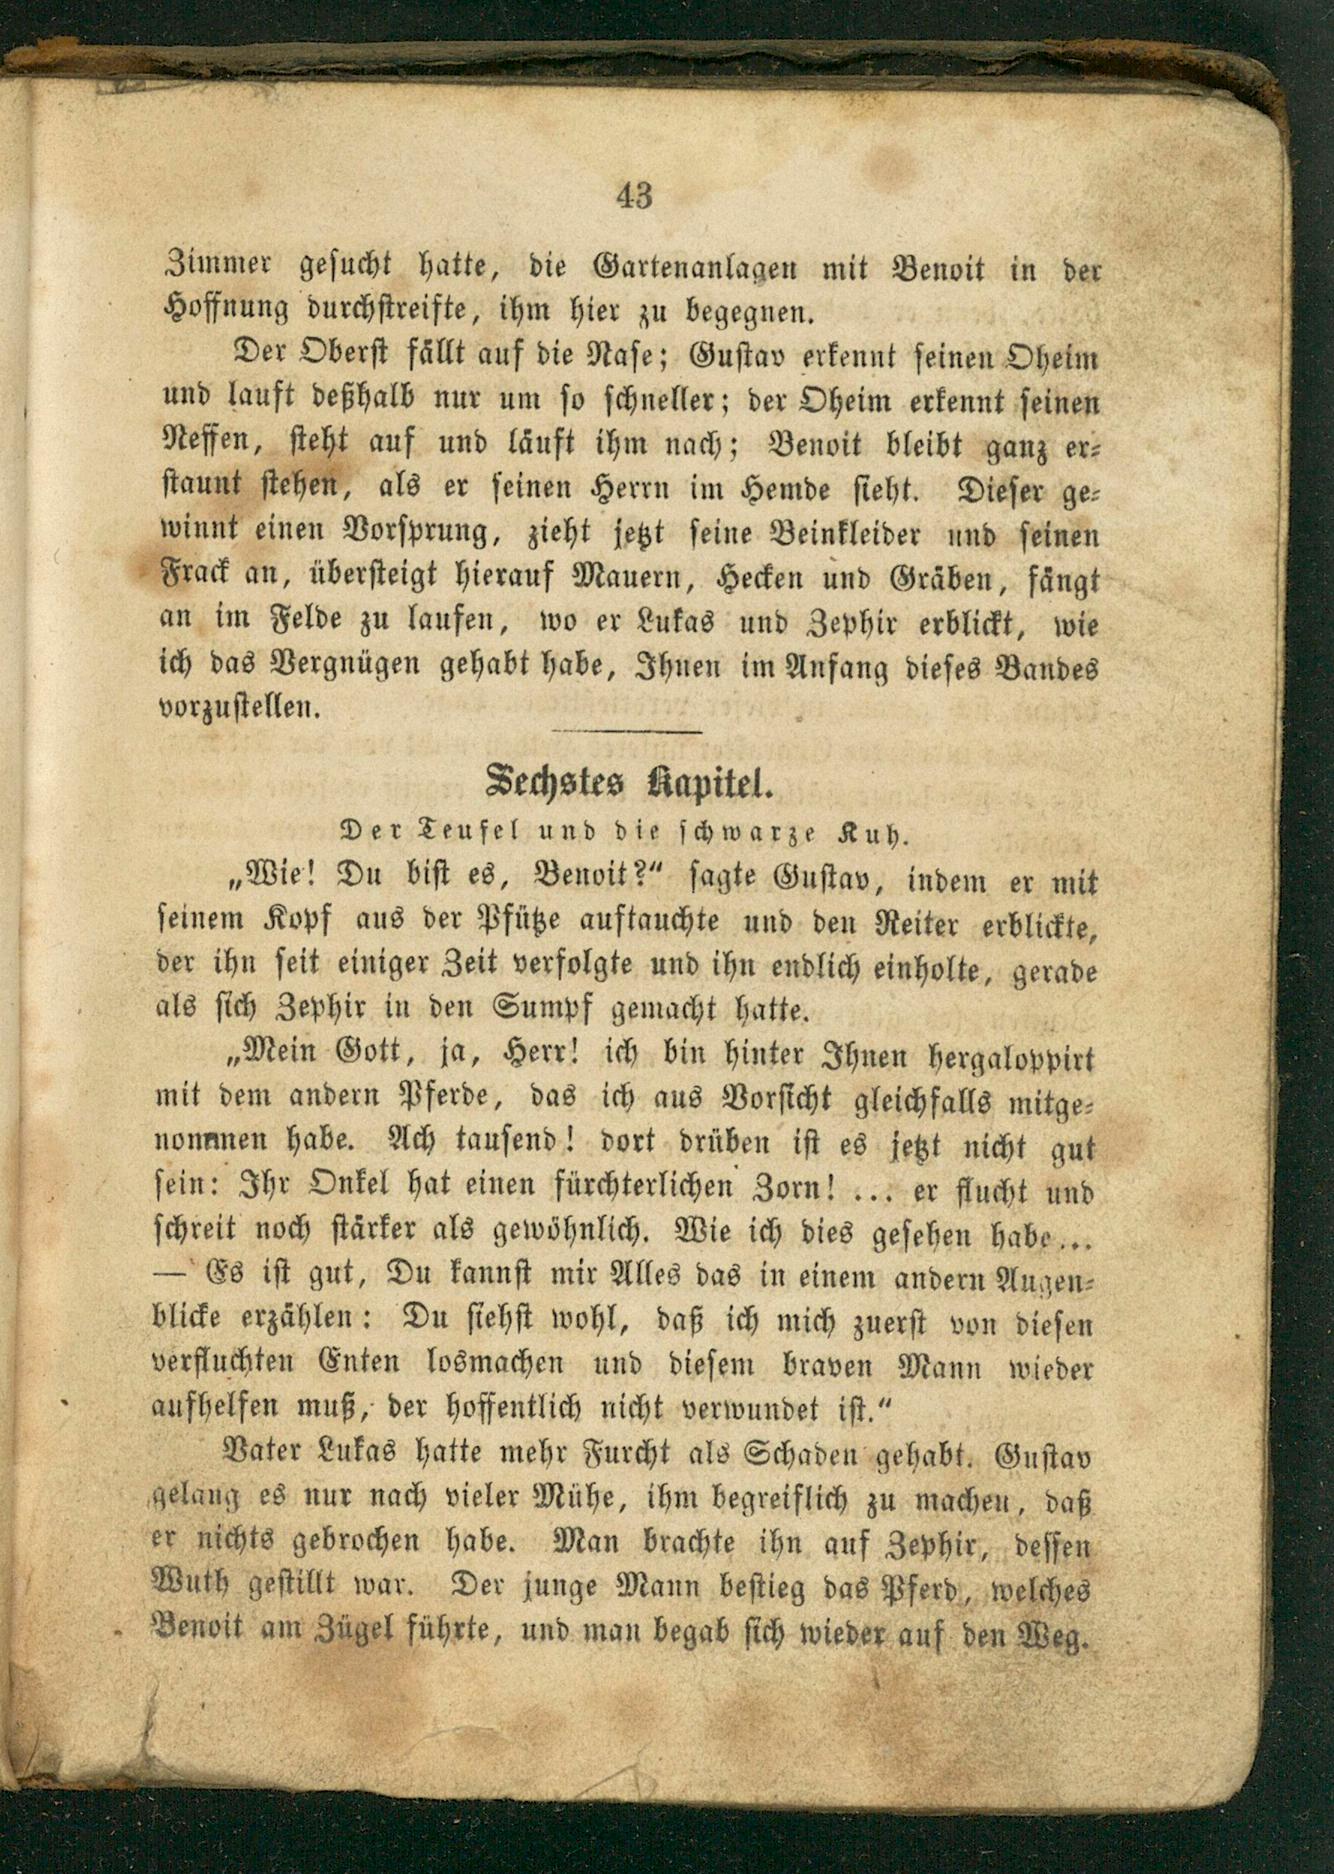 43
Zimmer gesucht hatte, die Gartenanlagen mit Benoit in der
Hoffnung durchstreifte, ihm hier zu begegnen.
Der Oberst fällt auf die Nase; Gustav erkennt seinen Oheim
und lauft deßhalb nur um so schneller; der Oheim erkennt seinen
Neffen, steht auf und läuft ihm nach; Benoit bleibt ganz er-
staunt stehen, als er seinen Herrn im Hemde sieht. Dieser ge-
winnt einen Vorsprung, zieht jetzt seine Beinkleider und seinen
Frack an, übersteigt hierauf Mauern, Hecken und Gräben, fängt
an im Felde zu laufen, wo er Lukas und Zephir erblickt, wie
ich das Vergnügen gehabt habe, Ihnen im Anfang dieses Bandes
vorzustellen.
Sechstes Kapitel.
Der Teufel und die schwarze Kuh.
„Wie! Du bist es, Benoit?“ sagte Gustav, indem er mit
seinem Kopf aus der Pfütze auftauchte und den Reiter erblickte,
der ihn seit einiger Zeit verfolgte und ihn endlich einholte, gerade
als sich Zephir in den Sumpf gemacht hatte.
„Mein Gott, ja, Herr! ich bin hinter Ihnen hergaloppirt
mit dem andern Pferde, das ich aus Vorsicht gleichfalls mitge-
nommen habe. Ach tausend! dort drüben ist es jetzt nicht gut
sein: Ihr Onkel hat einen fürchterlichen Zorn! ... er flucht und
schreit noch stärker als gewöhnlich. Wie ich dies gesehen habe...
— Es ist gut, Du kannst mir Alles das in einem andern Augen-
blicke erzählen: Du siehst wohl, daß ich mich zuerst von diesen
verfluchten Enten losmachen und diesem braven Mann wieder
aufhelfen muß, der hoffentlich nicht verwundet ist.“
Vater Lukas hatte mehr Furcht als Schaden gehabt. Gustav
gelang es nur nach vieler Mühe, ihm begreiflich zu machen, daß
er nichts gebrochen habe. Man brachte ihn auf Zephir, dessen
Wuth gestillt war. Der junge Mann bestieg das Pferd, welches
Benoit am Zügel führte, und man begab sich wieder auf den Weg.